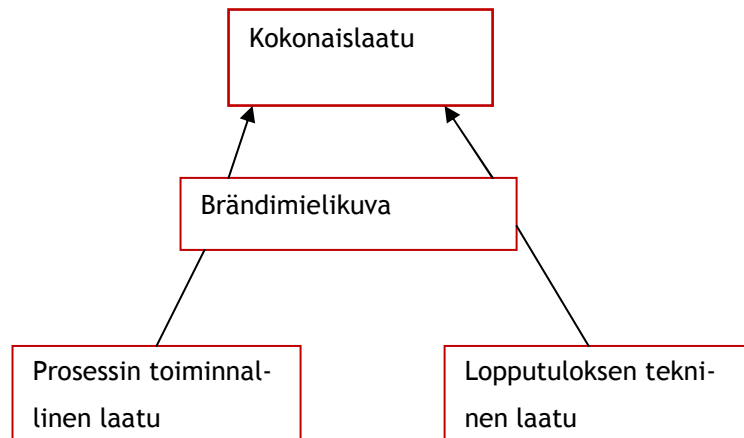 Kokonaislaatu
Brändimielikuva
Prosessin toiminnal-
linen laatu
Lopputuloksen tekni-
nen laatu